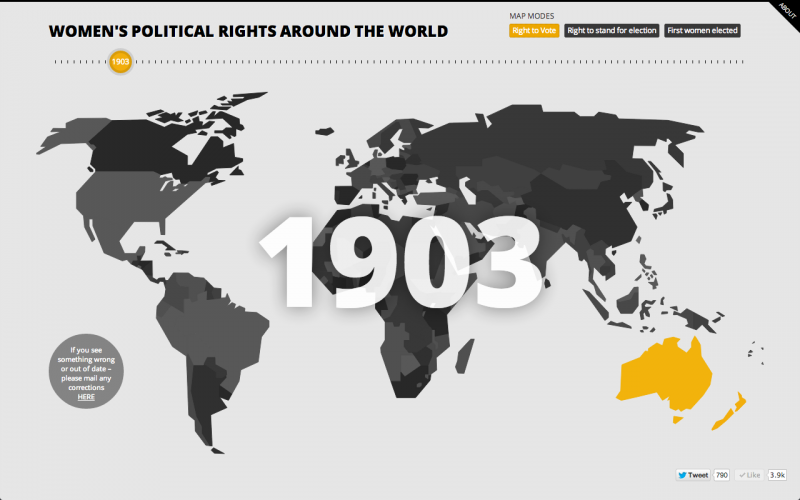 ABOUT
WOMEN'S POLITICAL RIGHTS AROUND THE WORLD
MAP MODES
Right to Vote
Right to stand for election
First women elected
1903
1903
If you see
something wrong
or out of date –
please mail any
corrections
HERE
Tweet
790
Like
3.9k